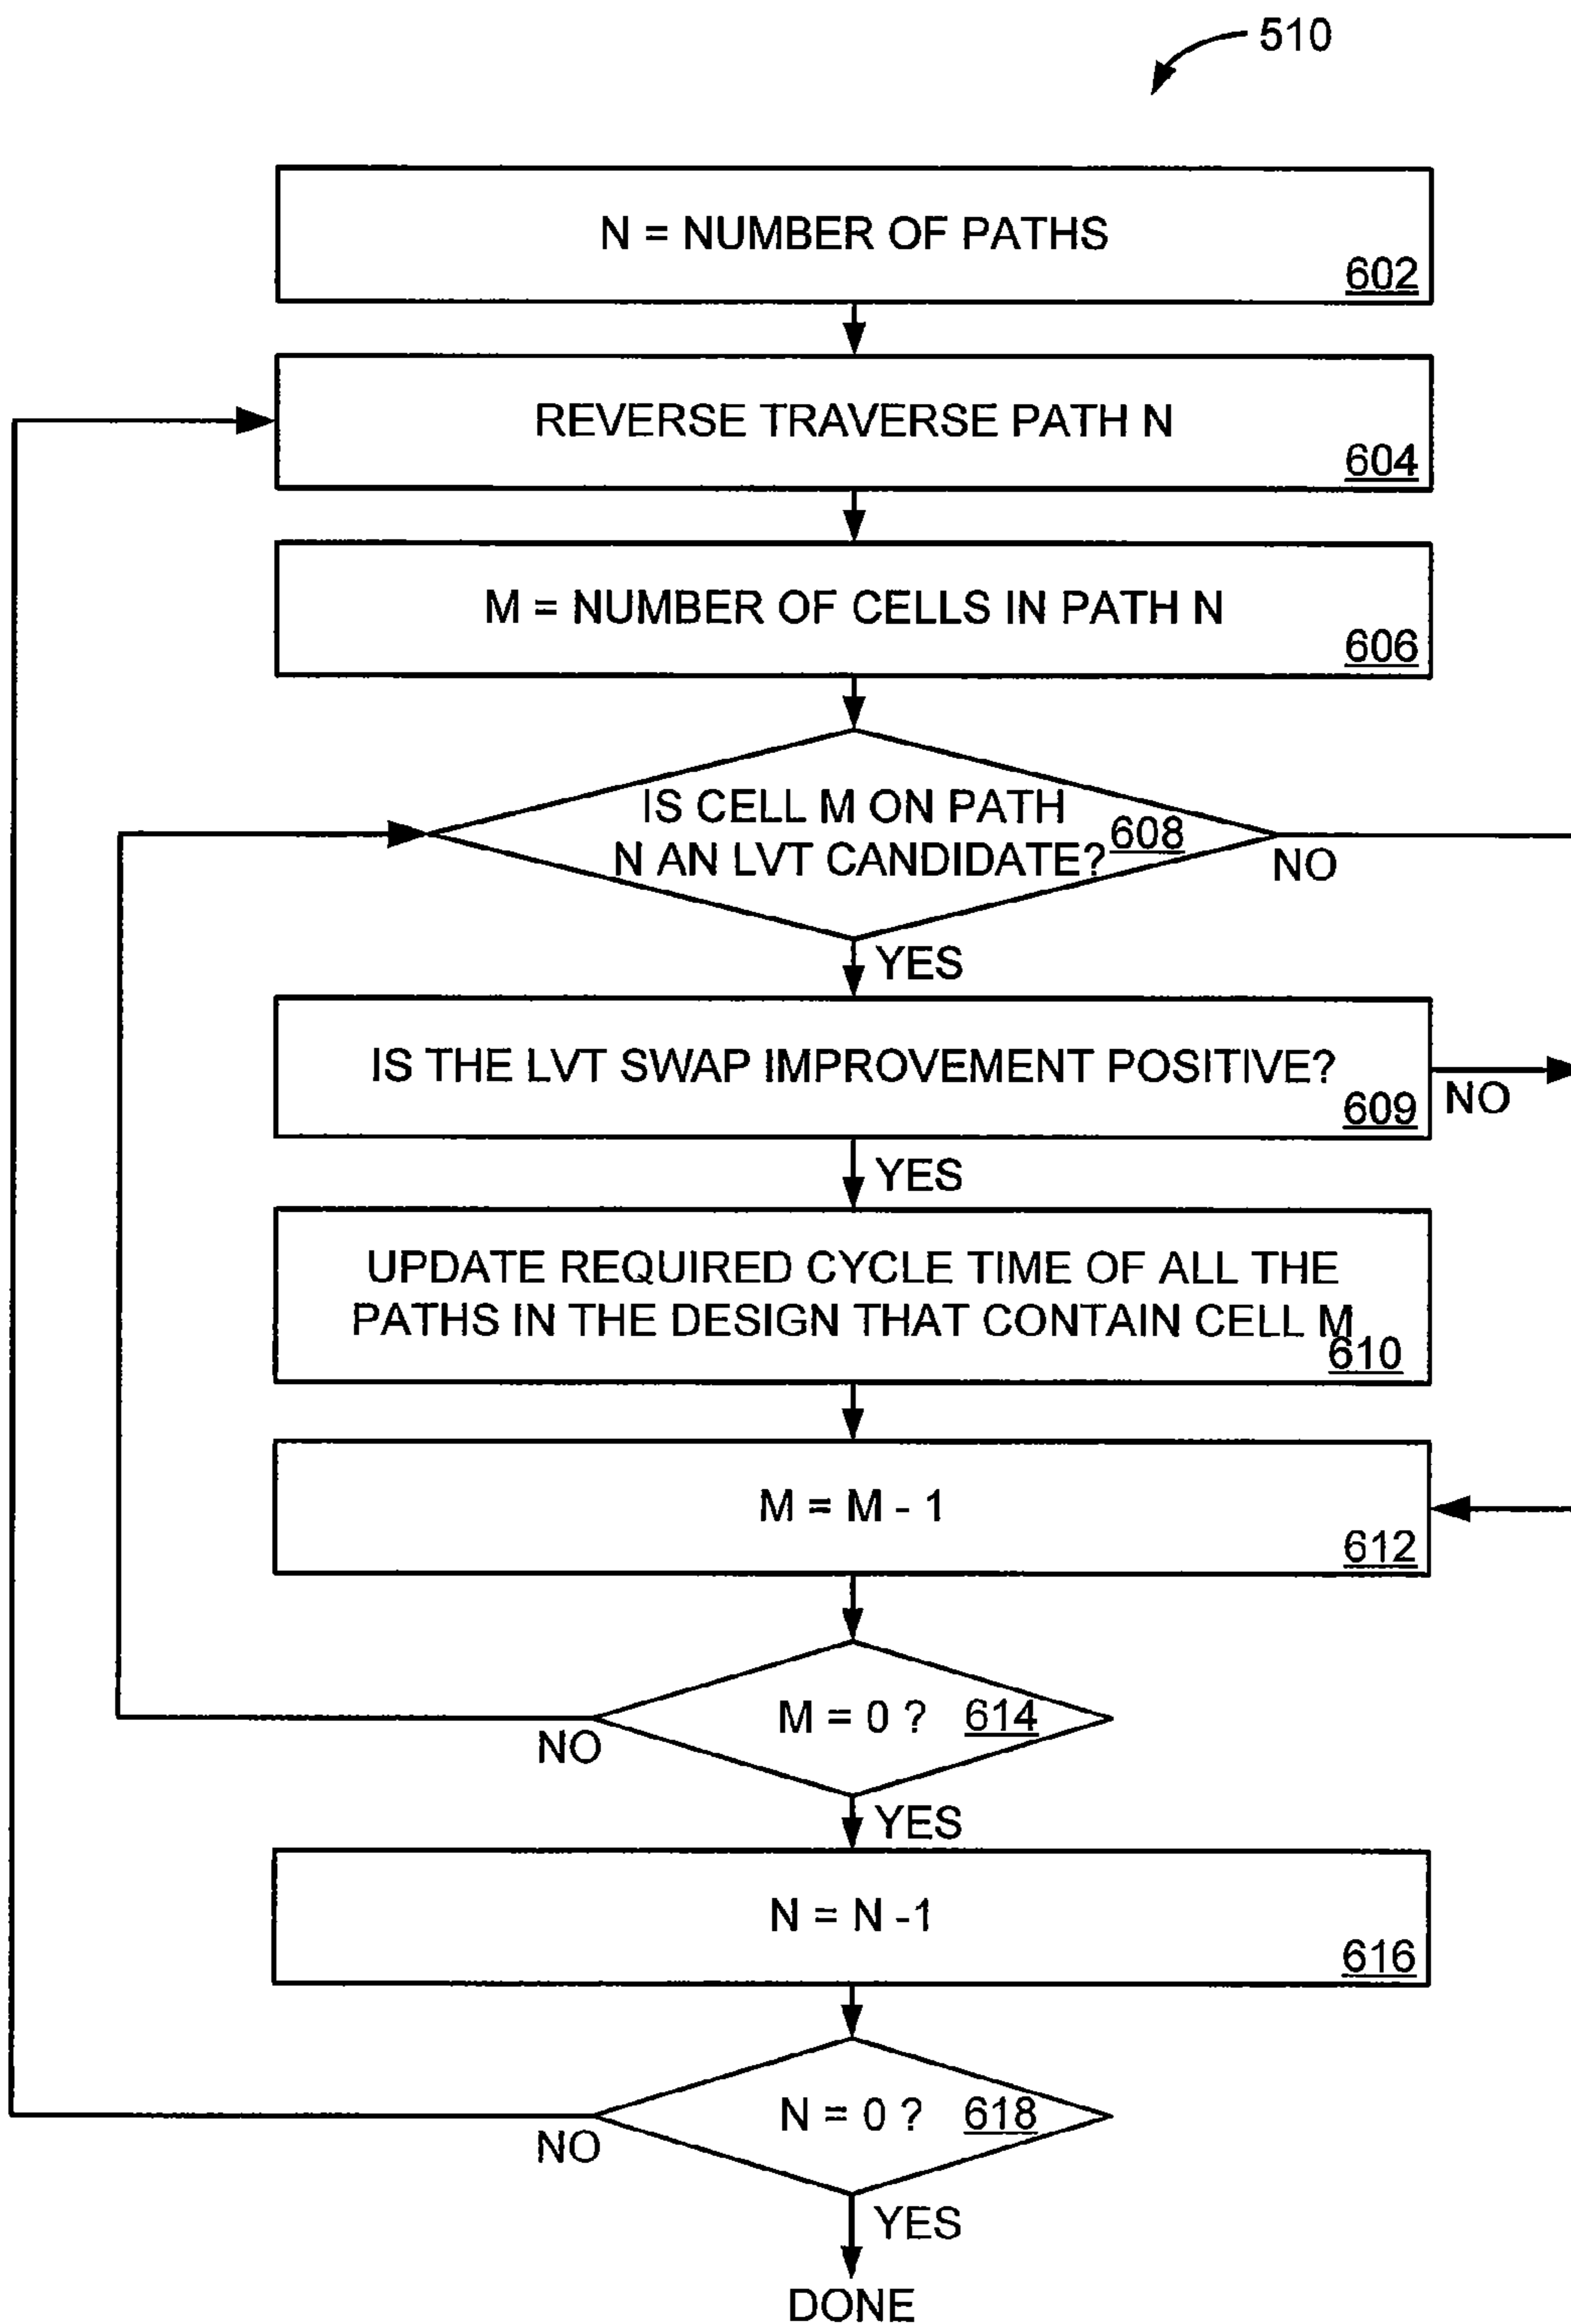 510
N = NUMBER OF PATHS
602
REVERSE TRAVERSE PATH N
604
M = NUMBER OF CELLS IN PATH N
606
IS CELL M ON PATH
N AN LVT CANDIDATE? 608
NO
YES
IS THE LVT SWAP IMPROVEMENT POSITIVE?
609
NO
YES
UPDATE REQUIRED CYCLE TIME OF ALL THE
PATHS IN THE DESIGN THAT CONTAIN CELL M
610
M = M - 1
612
M = 0 ? 614
NO
YES
N = N -1
616
N = 0 ? 618
NO
YES
DONE